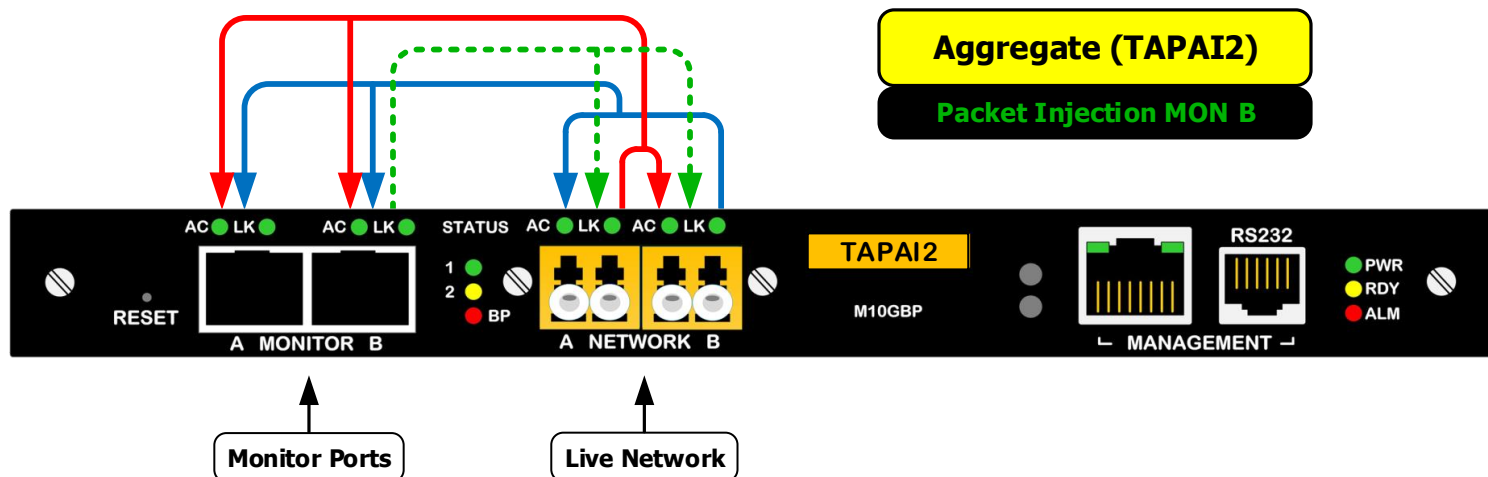 Aggregate (TAPAI2)
Packet Injection MON B
AC LK AC LK STATUS AC LK AC LK
1
2
BP
RESET
A MONITOR B
A NETWORK B
TAPAI2
M10GBP
RS232
MANAGEMENT
PWR
RDY
ALM
Monitor Ports
Live Network